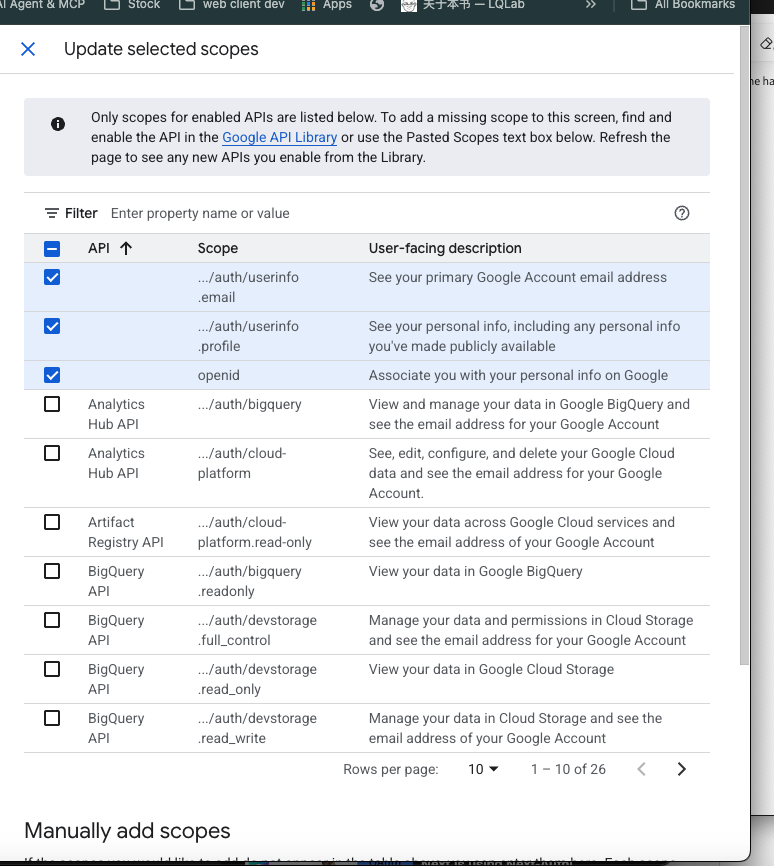 AI Agent & MCP Stock web client dev Apps 关于本书 — LQLab >> All Bookmarks
Update selected scopes
Only scopes for enabled APIs are listed below. To add a missing scope to this screen, find and
enable the API in the Google API Library or use the Pasted Scopes text box below. Refresh the
page to see any new APIs you enable from the Library.
Filter Enter property name or value
API Scope User-facing description
.../auth/userinfo See your primary Google Account email address
.email
.../auth/userinfo See your personal info, including any personal info
.profile you've made publicly available
openid Associate you with your personal info on Google
Analytics .../auth/bigquery View and manage your data in Google BigQuery and
Hub API see the email address for your Google Account
Analytics .../auth/cloud- See, edit, configure, and delete your Google Cloud
Hub API platform data and see the email address for your Google
Account.
Artifact .../auth/cloud- View your data across Google Cloud services and
Registry API platform.read-only see the email address of your Google Account
BigQuery .../auth/bigquery View your data in Google BigQuery
API .readonly
BigQuery .../auth/devstorage Manage your data and permissions in Cloud Storage
API .full_control and see the email address for your Google Account
BigQuery .../auth/devstorage View your data in Google Cloud Storage
API .read_only
BigQuery .../auth/devstorage Manage your data in Cloud Storage and see the
API .read_write email address of your Google Account
Rows per page: 10 1 – 10 of 26
Manually add scopes